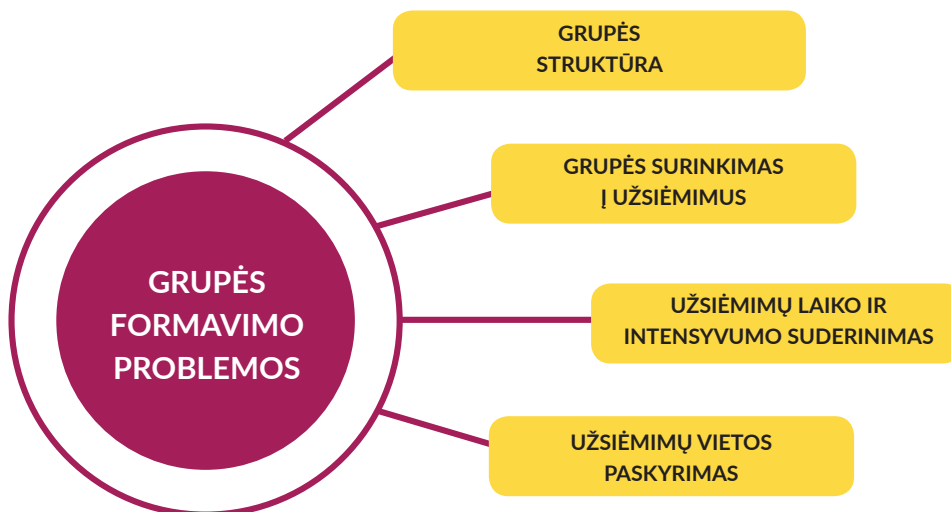 GRUPĖS
STRUKTŪRA
GRUPĖS SURINKIMAS
Į UŽSIĖMIMUS
GRUPĖS
FORMAVIMO
PROBLEMOS
UŽSIĖMIMŲ LAIKO IR
INTENSYVUMO SUDERINIMAS
UŽSIĖMIMŲ VIETOS
PASKYRIMAS